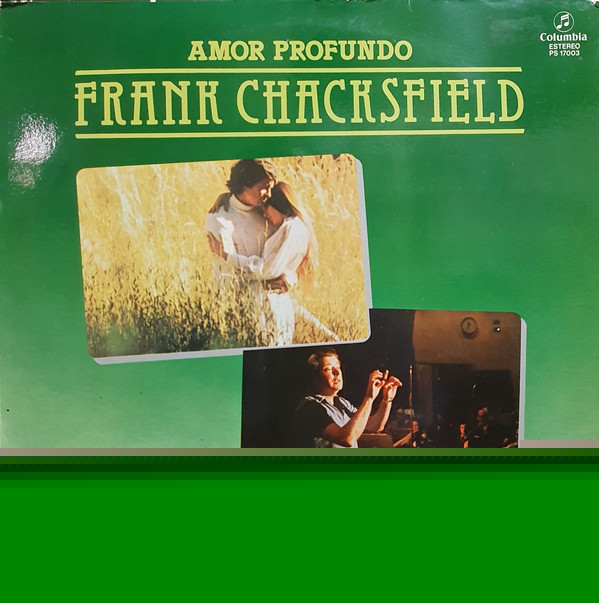 AMOR PROFUNDO
FRANK CHACKSFIELD
Columbia
ESTEREO
PS 17003